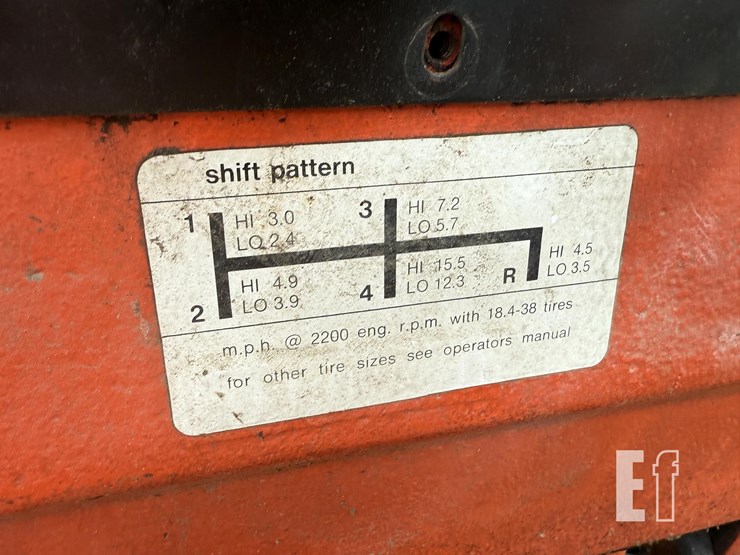 shift pattern
1 HI 3.0 3 HI 7.2
LO 2.4 LO 5.7
HI 4.9 HI 15.5 R HI 4.5
2 LO 3.9 4 LO 12.3 LO 3.5
m.p.h. @ 2200 eng. r.p.m. with 18.4-38 tires
for other tire sizes see operators manual
Ef